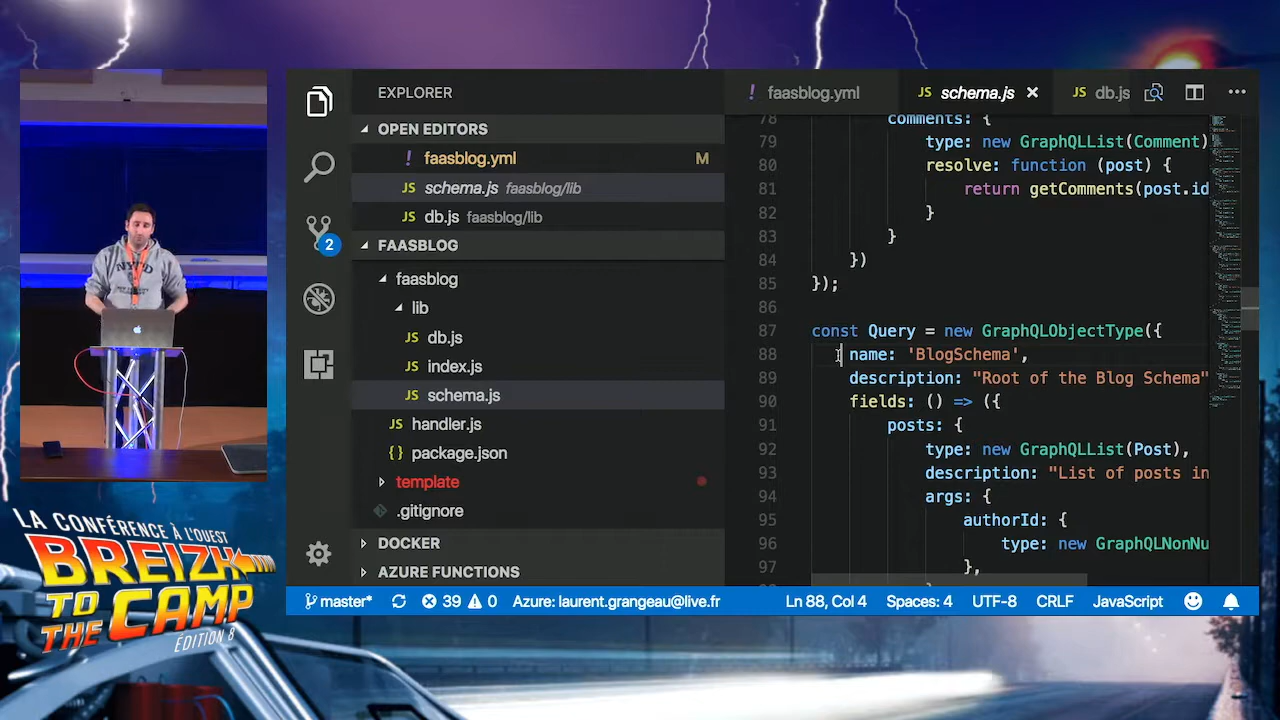 EXPLORER
OPEN EDITORS
! faasblog.yml M
JS schema.js faasblog/lib
JS db.js faasblog/lib
FAASBLOG
faasblog
lib
JS db.js
JS index.js
JS schema.js
JS handler.js
{} package.json
template
.gitignore
DOCKER
AZURE FUNCTIONS
2
! faasblog.yml JS schema.js × JS db.js ...
78 comments: {
79 type: new GraphQLList(Comment)
80 resolve: function (post) {
81 return getComments(post.id
82 }
83 }
84 })
85 });
86
87 const Query = new GraphQLObjectType({
88 name: 'BlogSchema',
89 description: "Root of the Blog Schema"
90 fields: () => ({
91 posts: {
92 type: new GraphQLList(Post),
93 description: "List of posts in
94 args: {
95 authorId: {
96 type: new GraphQLNonNu
97 },
master* 39 0 Azure: laurent.grangeau@live.fr Ln 88, Col 4 Spaces: 4 UTF-8 CRLF JavaScript
LA CONFÉRENCE À L'OUEST
BREIZH
TO CAMP
THE
ÉDITION 8